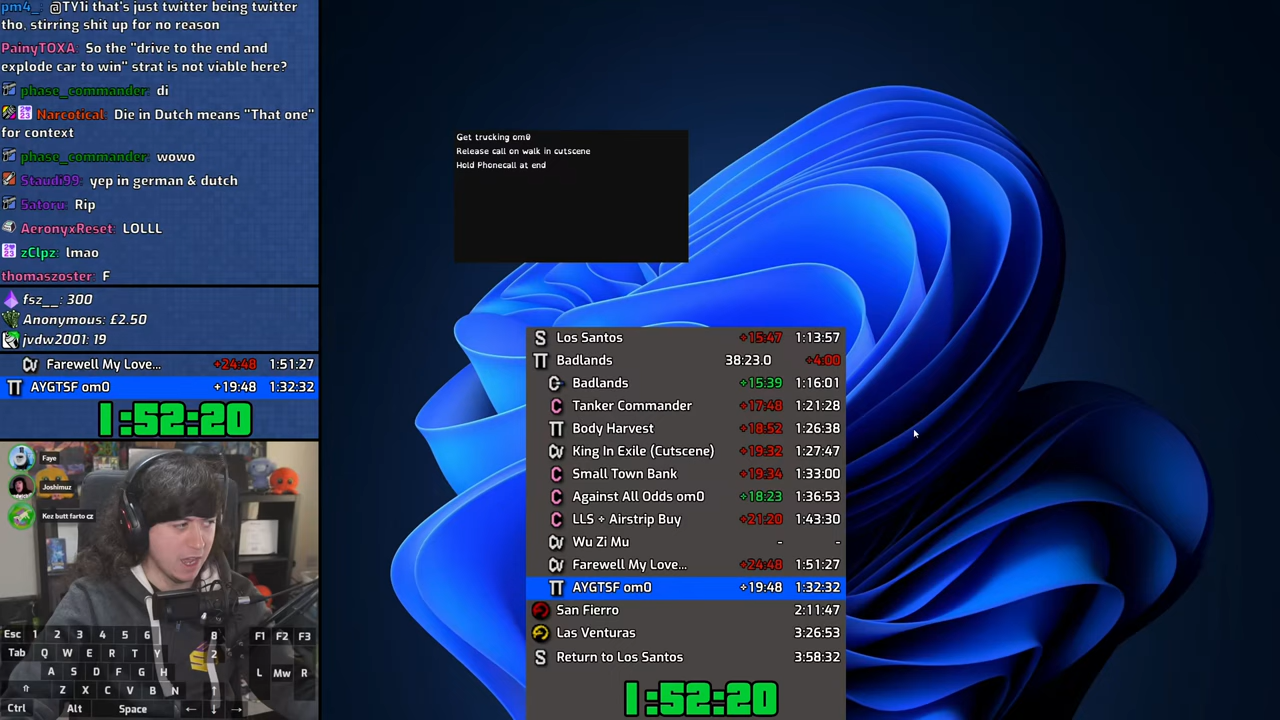 pm4_: @TY1i that's just twitter being twitter
tho, stirring shit up for no reason
PainyTOXA: So the "drive to the end and
explode car to win" strat is not viable here?
phase_commander: di
Narcotical: Die in Dutch means "That one"
for context
phase_commander: wowo
Staudi99: yep in german & dutch
Satoru: Rip
AeronyxReset: LOLLL
zClpz: lmao
thomaszoster: F
fsz__: 300
Anonymous: £2.50
jvdw2001: 19
Farewell My Love... +24:48 1:51:27
AYGTSF om0 +19:48 1:32:32
1:52:20
Faye
Joshimuz
Kez butt farto cz
Esc 1 2 3 4 5 6 B F1 F2 F3
Tab Q W E R T Y 2
A S D F G H L Mw R
Z X C V B N
Ctrl Alt Space
Get trucking om0
Release call on walk in cutscene
Hold Phonecall at end
Los Santos +15:47 1:13:57
Badlands 38:23.0 +4:00
Badlands +15:39 1:16:01
Tanker Commander +17:48 1:21:28
Body Harvest +18:52 1:26:38
King In Exile (Cutscene) +19:32 1:27:47
Small Town Bank +19:34 1:33:00
Against All Odds om0 +18:23 1:36:53
LLS + Airstrip Buy +21:20 1:43:30
Wu Zi Mu - -
Farewell My Love... +24:48 1:51:27
AYGTSF om0 +19:48 1:32:32
San Fierro 2:11:47
Las Venturas 3:26:53
Return to Los Santos 3:58:32
1:52:20